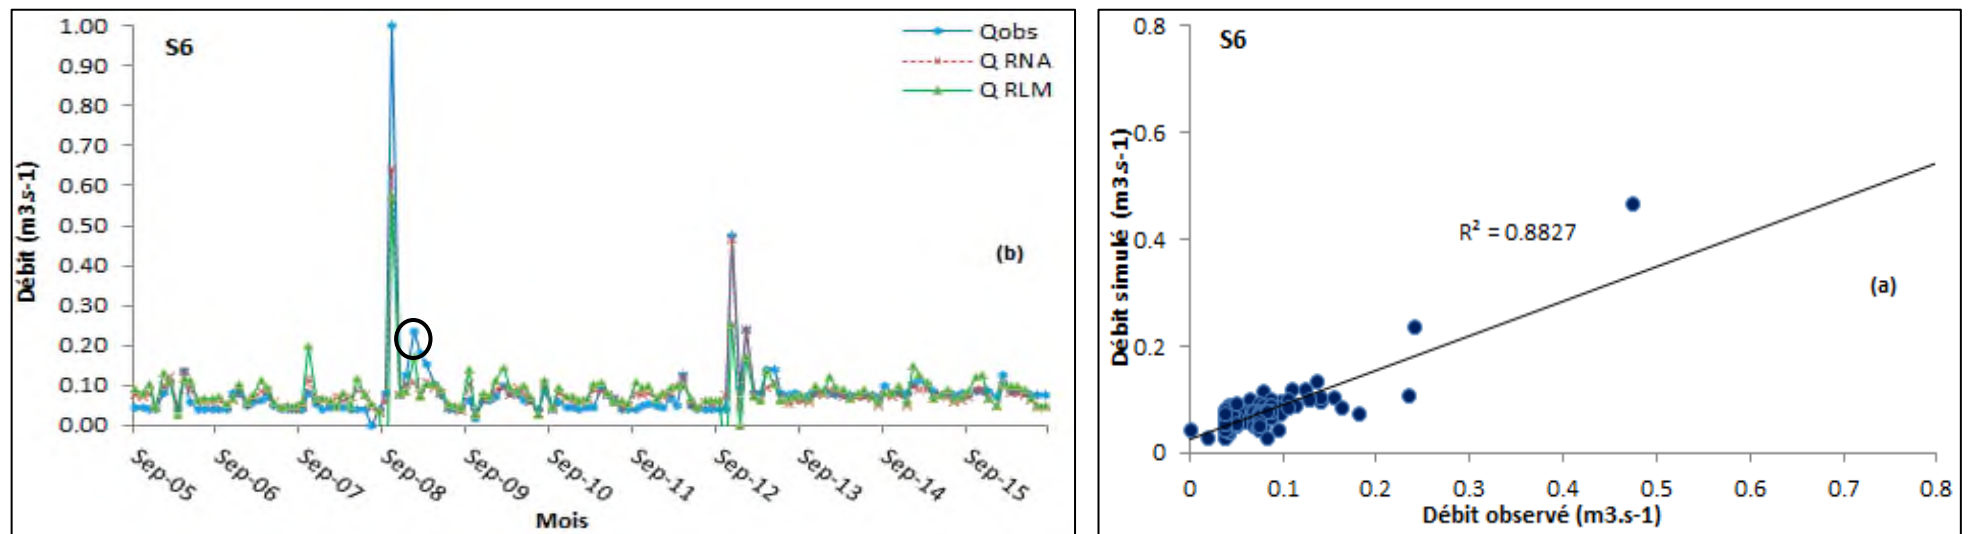 S6
Qobs
Q RNA
Q RLM
1.00
0.90
0.80
0.70
0.60
0.50
0.40
0.30
0.20
0.10
0.00
Débit (m3.s-1)
(b)
Sep-05
Sep-06
Sep-07
Sep-08
Sep-09
Sep-10
Sep-11
Sep-12
Sep-13
Sep-14
Sep-15
Mois
S6
0.8
0.6
0.4
0.2
0
Débit simulé (m3.s-1)
R² = 0.8827
(a)
0
0.1
0.2
0.3
0.4
0.5
0.6
0.7
0.8
Débit observé (m3.s-1)